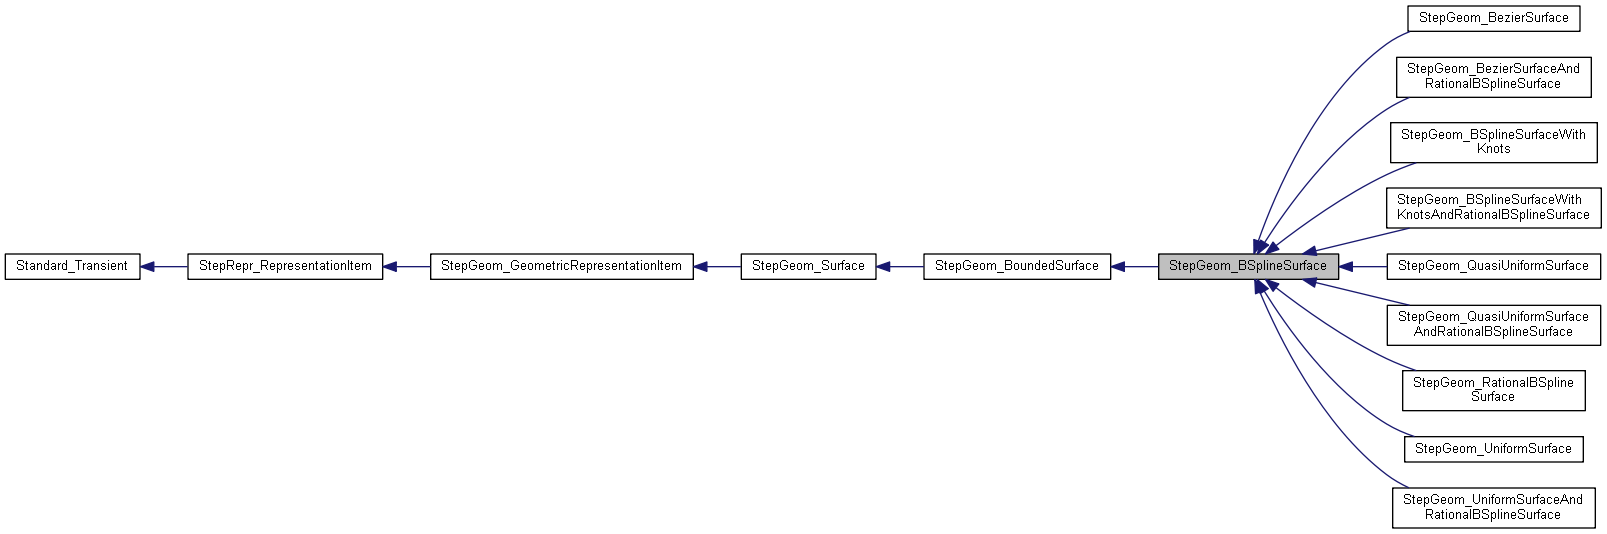 StepGeom_BezierSurface
StepGeom_BezierSurfaceAnd
RationalBSplineSurface
StepGeom_BSplineSurfaceWith
Knots
StepGeom_BSplineSurfaceWith
KnotsAndRationalBSplineSurface
Standard_Transient
StepRepr_RepresentationItem
StepGeom_GeometricRepresentationItem
StepGeom_Surface
StepGeom_BoundedSurface
StepGeom_BSplineSurface
StepGeom_QuasiUniformSurface
StepGeom_QuasiUniformSurface
AndRationalBSplineSurface
StepGeom_RationalBSpline
Surface
StepGeom_UniformSurface
StepGeom_UniformSurfaceAnd
RationalBSplineSurface